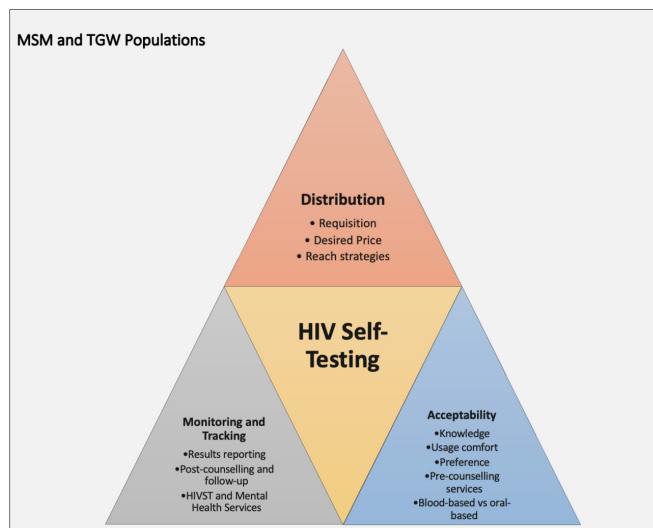 MSM and TGW Populations
Distribution
• Requisition
• Desired Price
• Reach strategies
HIV Self-
Testing
Monitoring and
Tracking
•Results reporting
•Post-counselling and
follow-up
•HIVST and Mental
Health Services
Acceptability
•Knowledge
•Usage comfort
•Preference
•Pre-counselling
services
•Blood-based vs oral-
based